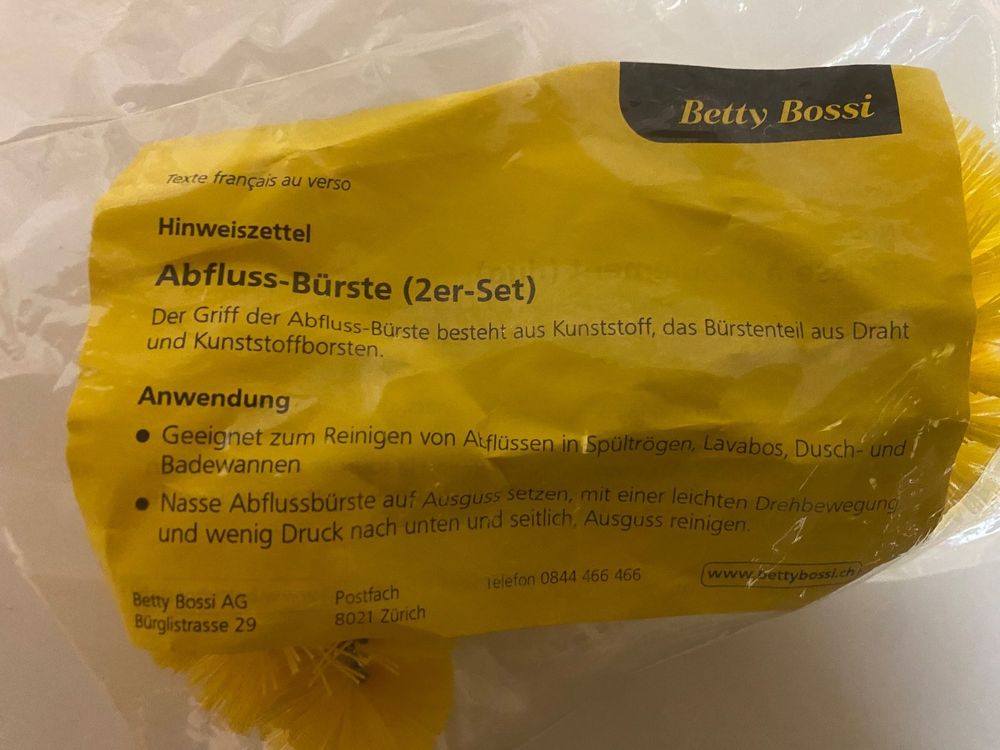 Betty Bossi
Texte français au verso
Hinweiszettel
Abfluss-Bürste (2er-Set)
Der Griff der Abfluss-Bürste besteht aus Kunststoff, das Bürstenteil aus Draht
und Kunststoffborsten.
Anwendung
● Geeignet zum Reinigen von Abflüssen in Spültrögen, Lavabos, Dusch- und
Badewannen
● Nasse Abflussbürste auf Ausguss setzen, mit einer leichten Drehbewegung
und wenig Druck nach unten und seitlich, Ausguss reinigen.
Betty Bossi AG Postfach Telefon 0844 466 466 www.bettybossi.ch
Bürglistrasse 29 8021 Zürich